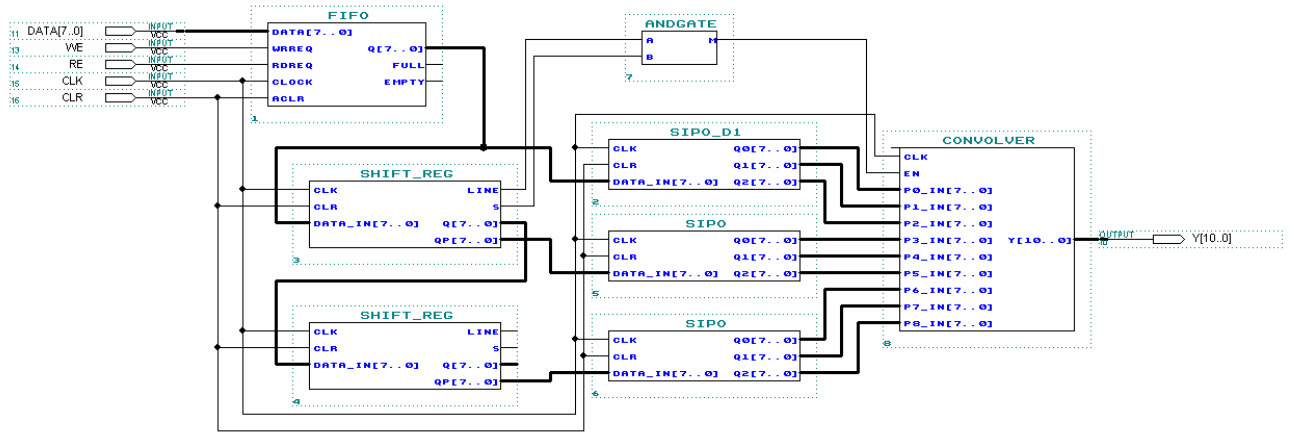 FIFO
ANDGATE
11 DATA[7..0] INPUT VCC
13 WE INPUT VCC
14 RE INPUT VCC
15 CLK INPUT VCC
16 CLR INPUT VCC
DATA[7..0]
WRREQ Q[7..0]
RDREQ FULL
CLOCK EMPTY
ACLR
1
A M
B
7
SHIFT_REG
CLK LINE
CLR S
DATA_IN[7..0] Q[7..0]
QP[7..0]
3
SHIFT_REG
CLK LINE
CLR S
DATA_IN[7..0] Q[7..0]
QP[7..0]
4
SIPO_D1
CLK Q0[7..0]
CLR Q1[7..0]
DATA_IN[7..0] Q2[7..0]
2
SIPO
CLK Q0[7..0]
CLR Q1[7..0]
DATA_IN[7..0] Q2[7..0]
5
SIPO
CLK Q0[7..0]
CLR Q1[7..0]
DATA_IN[7..0] Q2[7..0]
6
CONVOLVER
CLK
EN
P0_IN[7..0]
P1_IN[7..0]
P2_IN[7..0]
P3_IN[7..0] Y[10..0]
P4_IN[7..0]
P5_IN[7..0]
P6_IN[7..0]
P7_IN[7..0]
P8_IN[7..0]
8
OUTPUT Y[10..0]